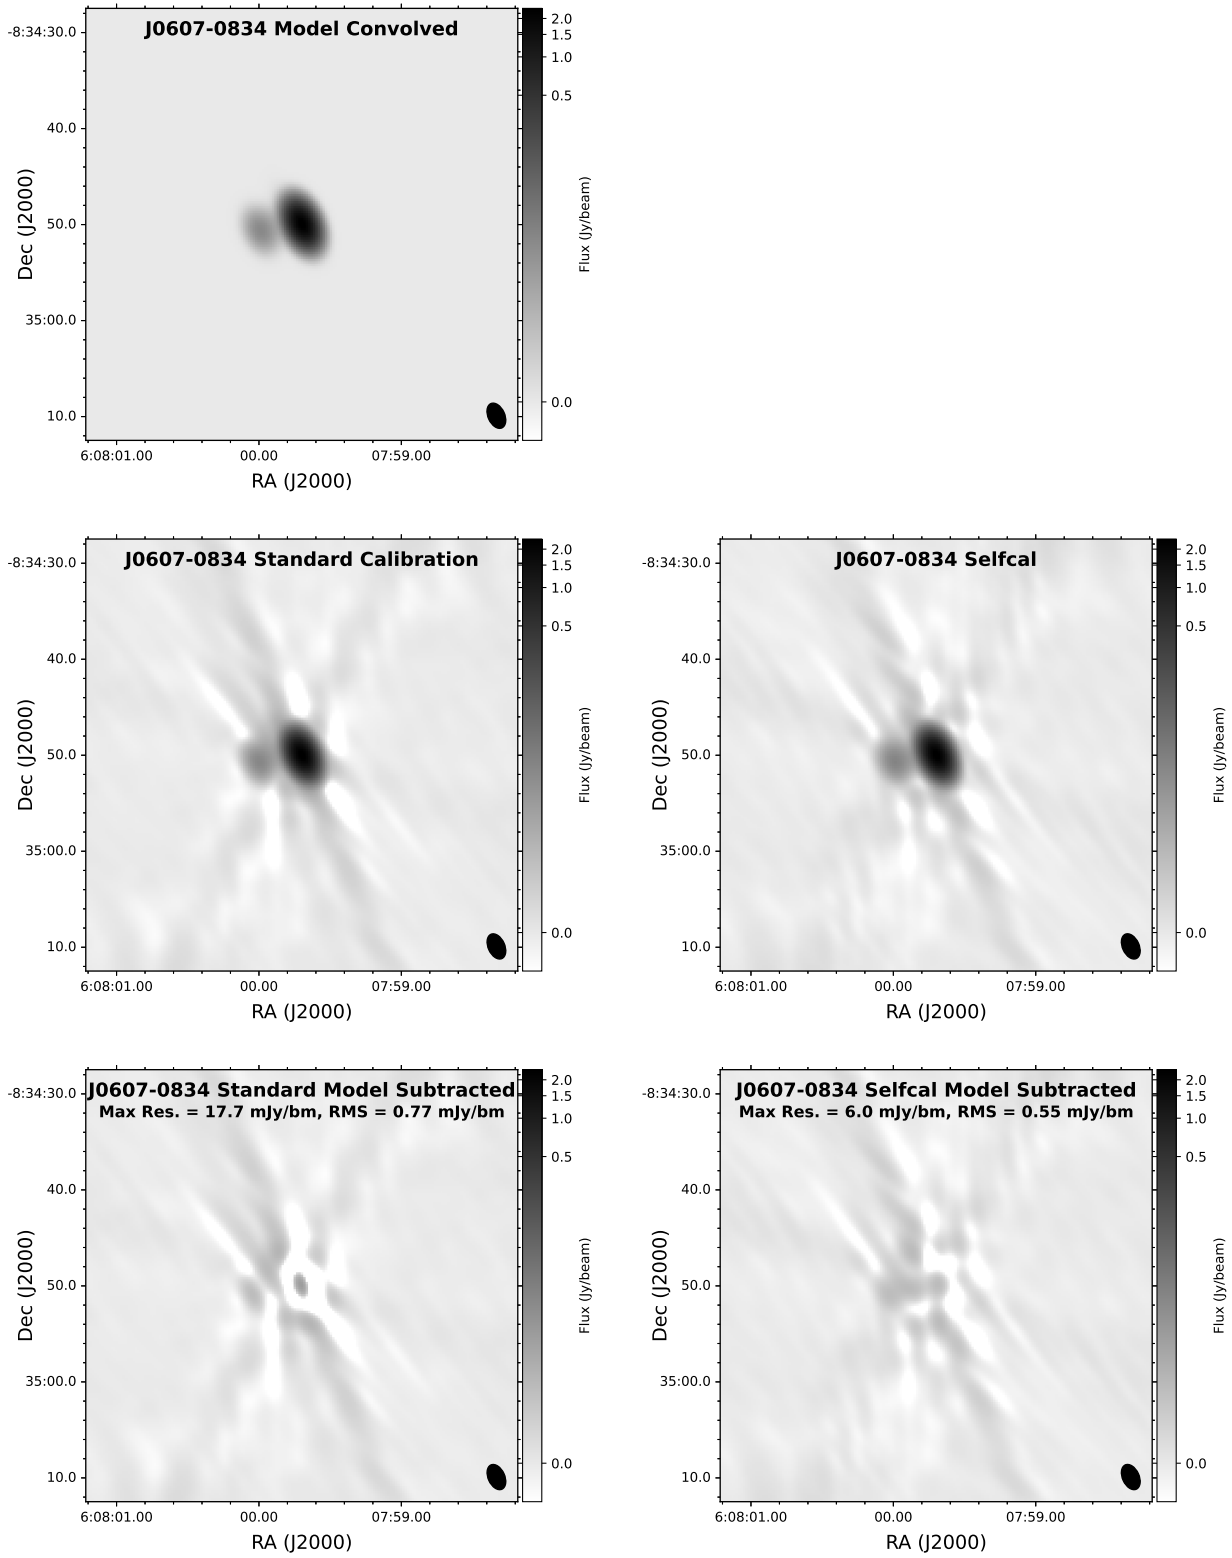 J0607-0834 Model Convolved
-8:34:30.0
40.0
50.0
35:00.0
10.0
Dec (J2000)
6:08:01.00 00.00 07:59.00
RA (J2000)
2.0
1.5
1.0
0.5
0.0
Flux (Jy/beam)
J0607-0834 Standard Calibration
-8:34:30.0
40.0
50.0
35:00.0
10.0
Dec (J2000)
6:08:01.00 00.00 07:59.00
RA (J2000)
2.0
1.5
1.0
0.5
0.0
Flux (Jy/beam)
J0607-0834 Selfcal
-8:34:30.0
40.0
50.0
35:00.0
10.0
Dec (J2000)
6:08:01.00 00.00 07:59.00
RA (J2000)
2.0
1.5
1.0
0.5
0.0
Flux (Jy/beam)
J0607-0834 Standard Model Subtracted
Max Res. = 17.7 mJy/bm, RMS = 0.77 mJy/bm
-8:34:30.0
40.0
50.0
35:00.0
10.0
Dec (J2000)
6:08:01.00 00.00 07:59.00
RA (J2000)
2.0
1.5
1.0
0.5
0.0
Flux (Jy/beam)
J0607-0834 Selfcal Model Subtracted
Max Res. = 6.0 mJy/bm, RMS = 0.55 mJy/bm
-8:34:30.0
40.0
50.0
35:00.0
10.0
Dec (J2000)
6:08:01.00 00.00 07:59.00
RA (J2000)
2.0
1.5
1.0
0.5
0.0
Flux (Jy/beam)